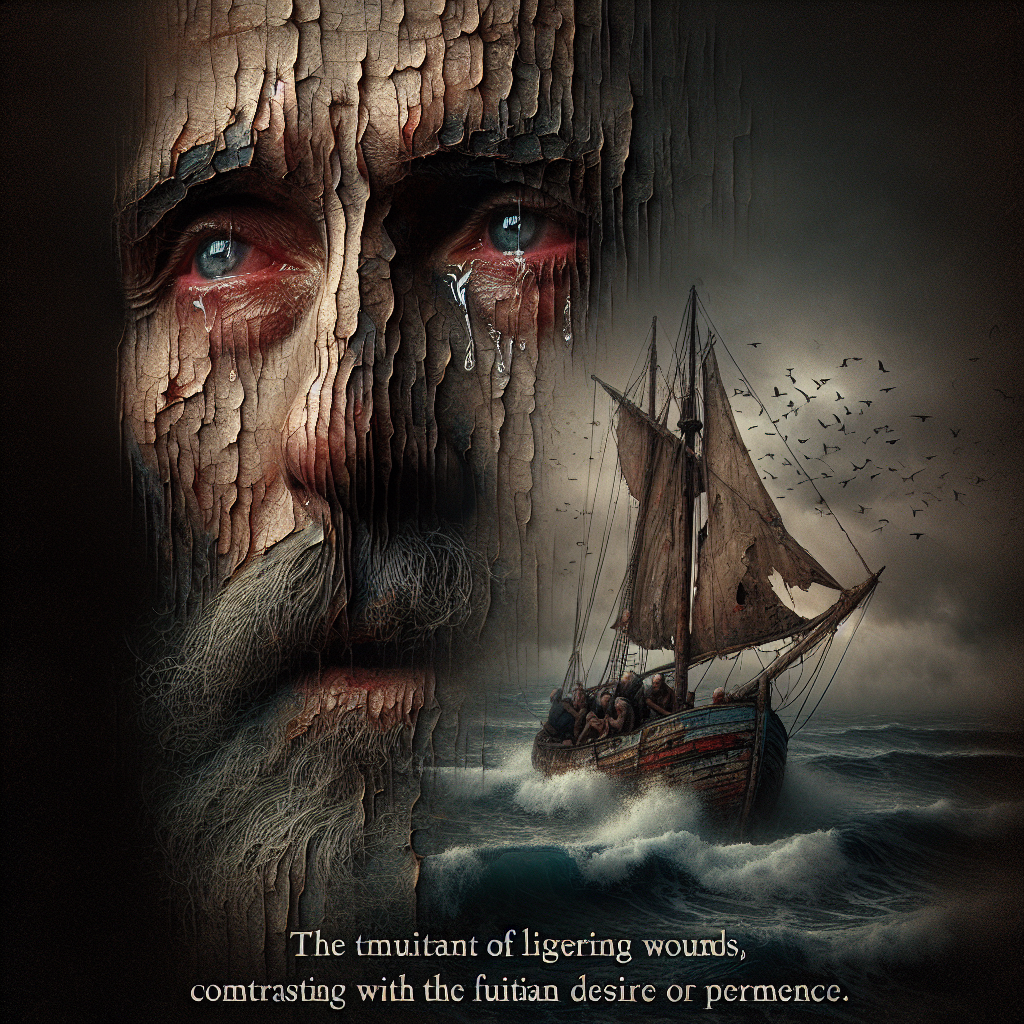 The tmuitant of ligering wounds,
comtrasting with the fuitian desire or permence.